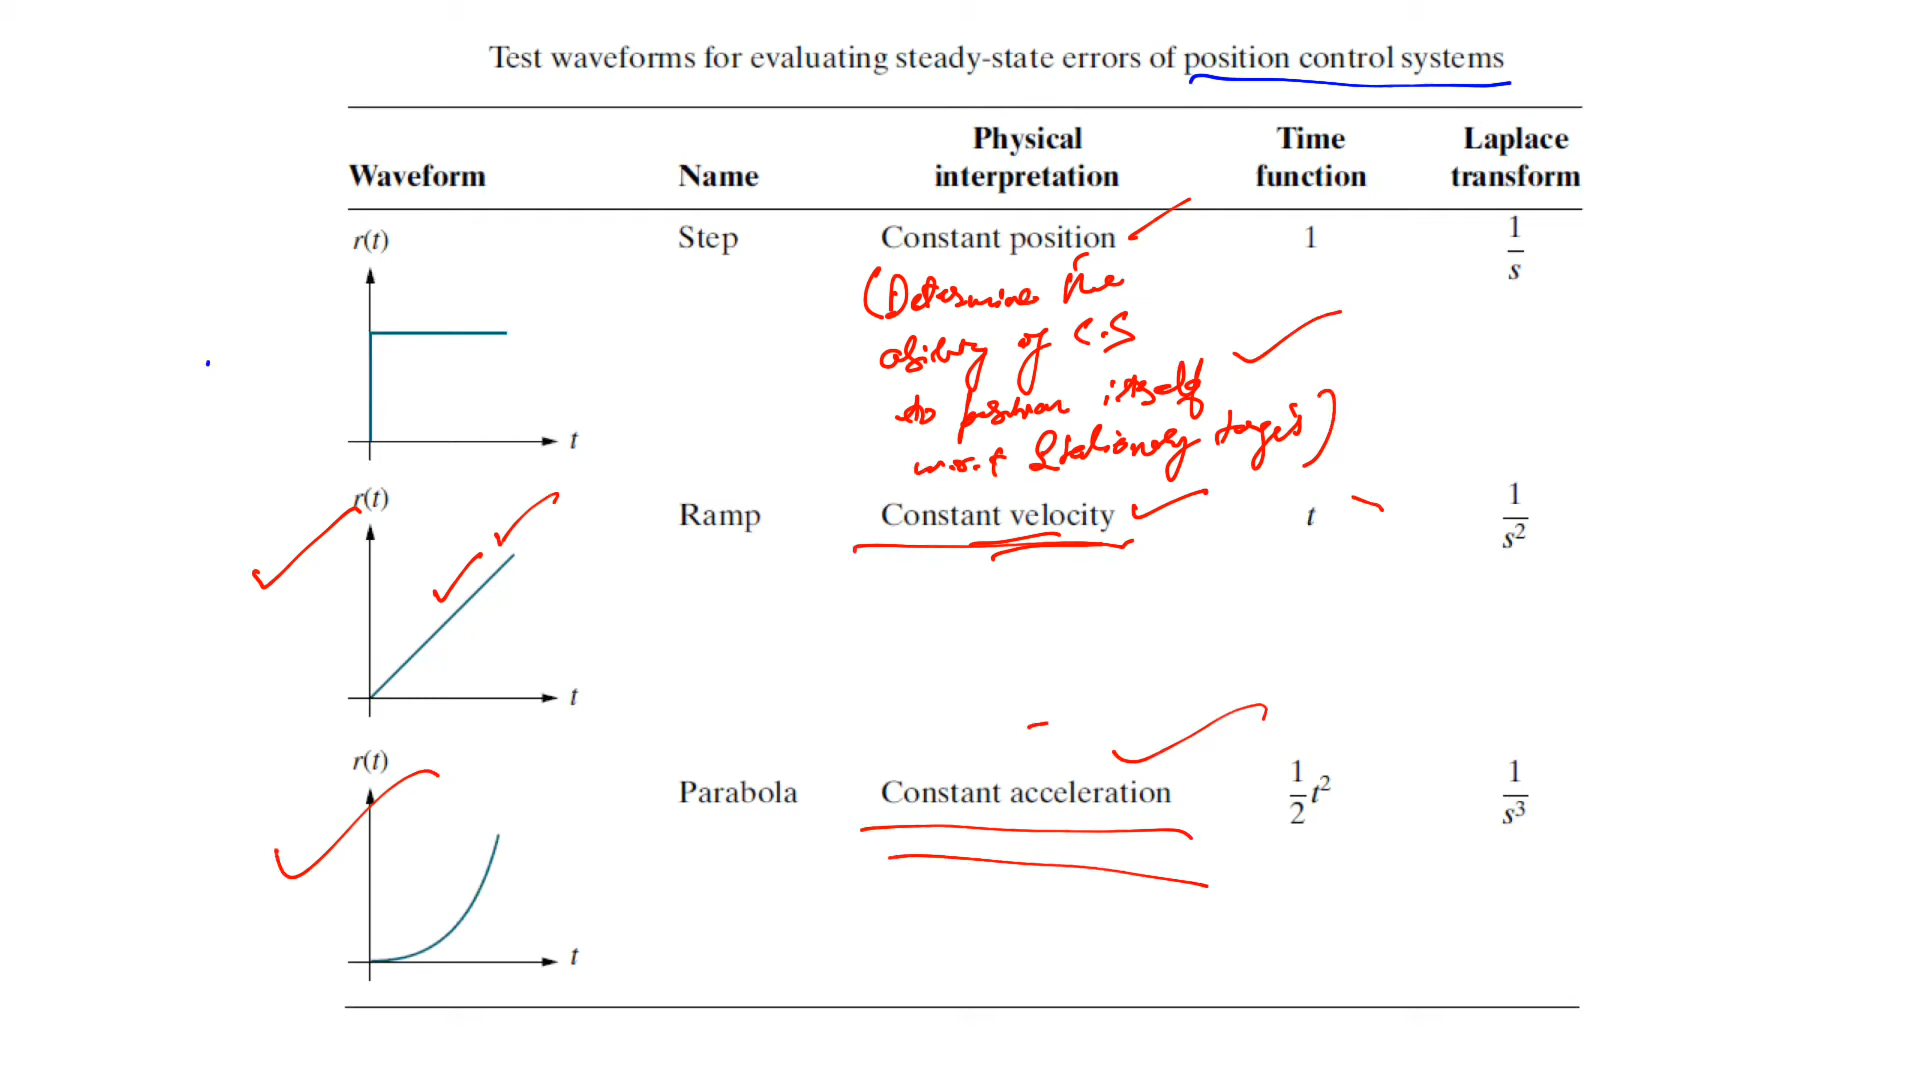 Test waveforms for evaluating steady-state errors of position control systems
Waveform Name Physical interpretation Time function Laplace transform
r(t) Step Constant position 1 1/s
(Determine the
ability of C.S
to position itself
w.r.t Stationary target)
t
r(t) Ramp Constant velocity t 1/s²
t
r(t) Parabola Constant acceleration 1/2 t² 1/s³
t